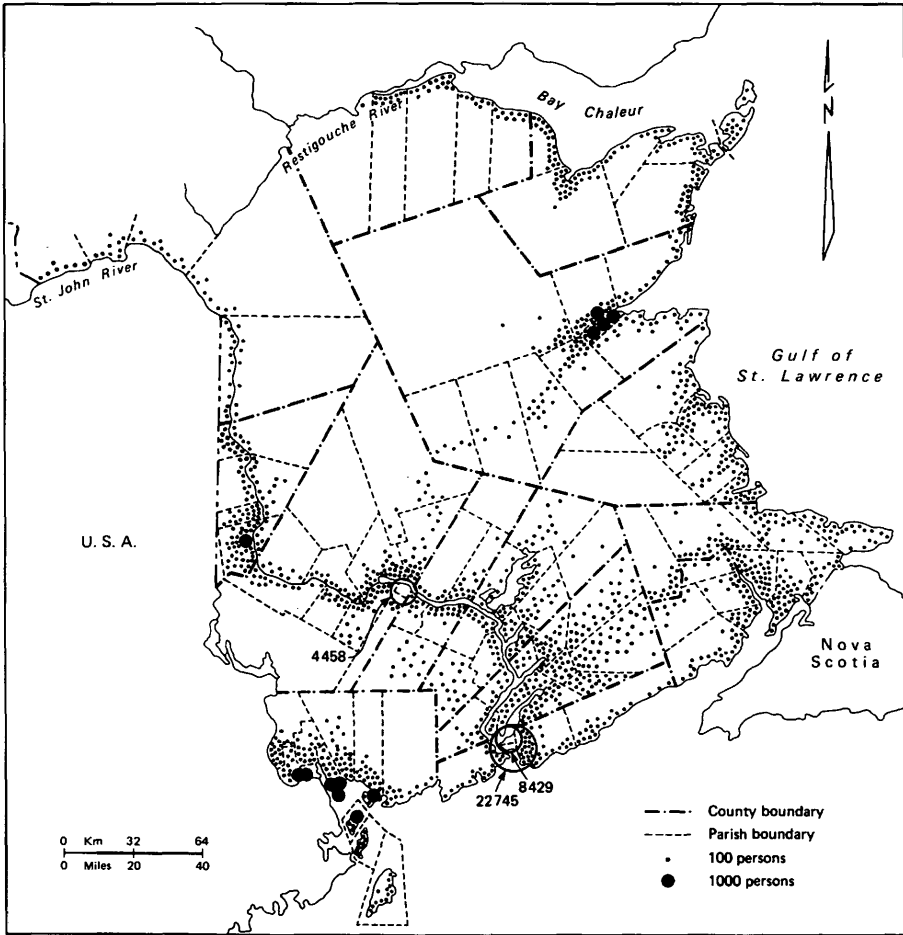 Bay Chaleur
Restigouche River
N
St. John River
Gulf of
St. Lawrence
U. S. A.
4458
Nova
Scotia
8429
22745
County boundary
Parish boundary
100 persons
1000 persons
0 Km 32 64
0 Miles 20 40